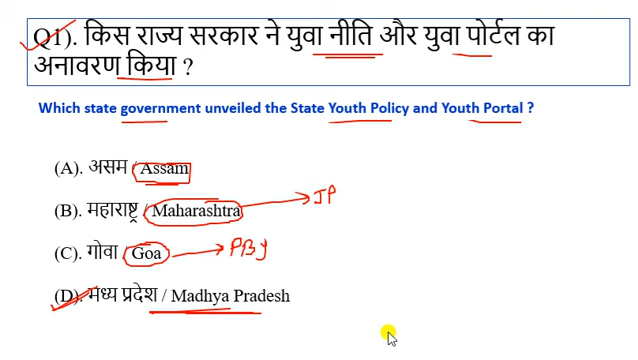 Q1). किस राज्य सरकार ने युवा नीति और युवा पोर्टल का
अनावरण किया ?
Which state government unveiled the State Youth Policy and Youth Portal ?
(A). असम / Assam
(B). महाराष्ट्र / Maharashtra → JP
(C). गोवा / Goa → PBY
(D). मध्य प्रदेश / Madhya Pradesh